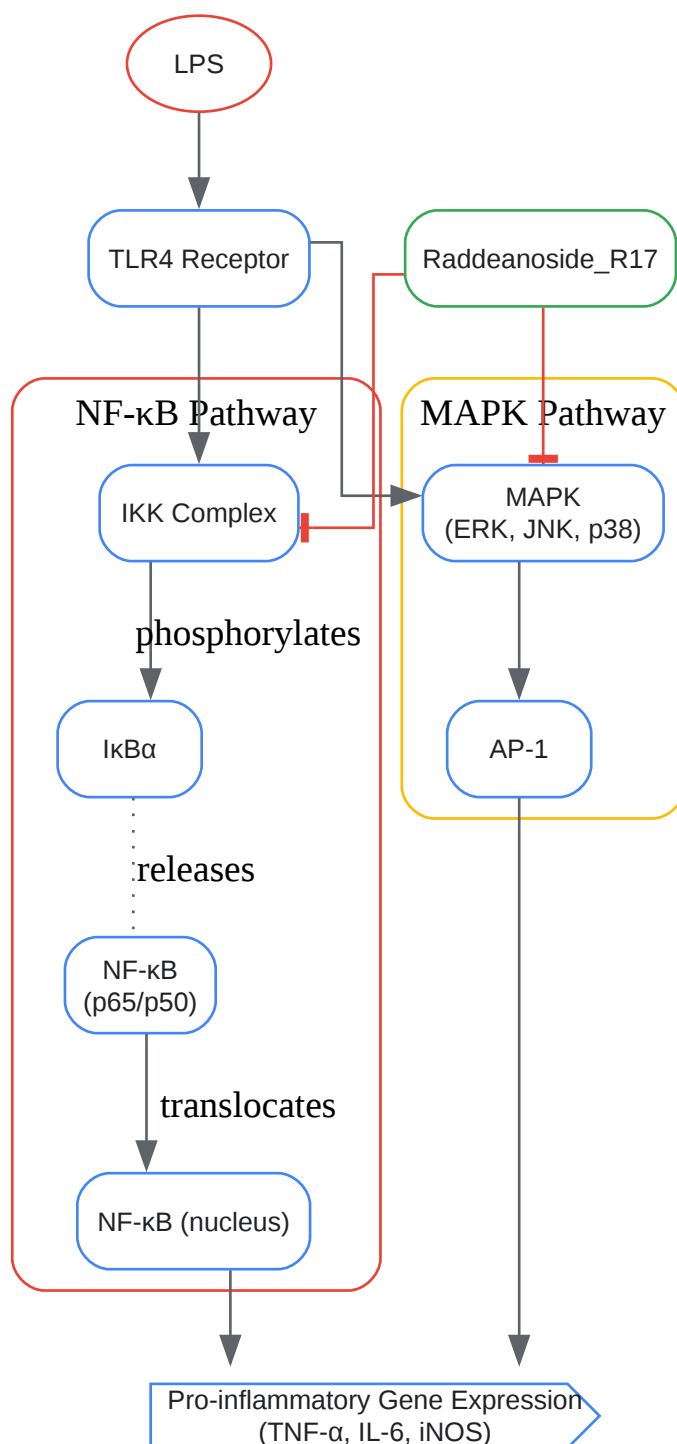 LPS
TLR4 Receptor
Raddeanoside_R17
NF-κB Pathway
MAPK Pathway
IKK Complex
MAPK
(ERK, JNK, p38)
phosphorylates
IκBα
AP-1
releases
NF-κB
(p65/p50)
translocates
NF-κB (nucleus)
Pro-inflammatory Gene Expression
(TNF-α, IL-6, iNOS)